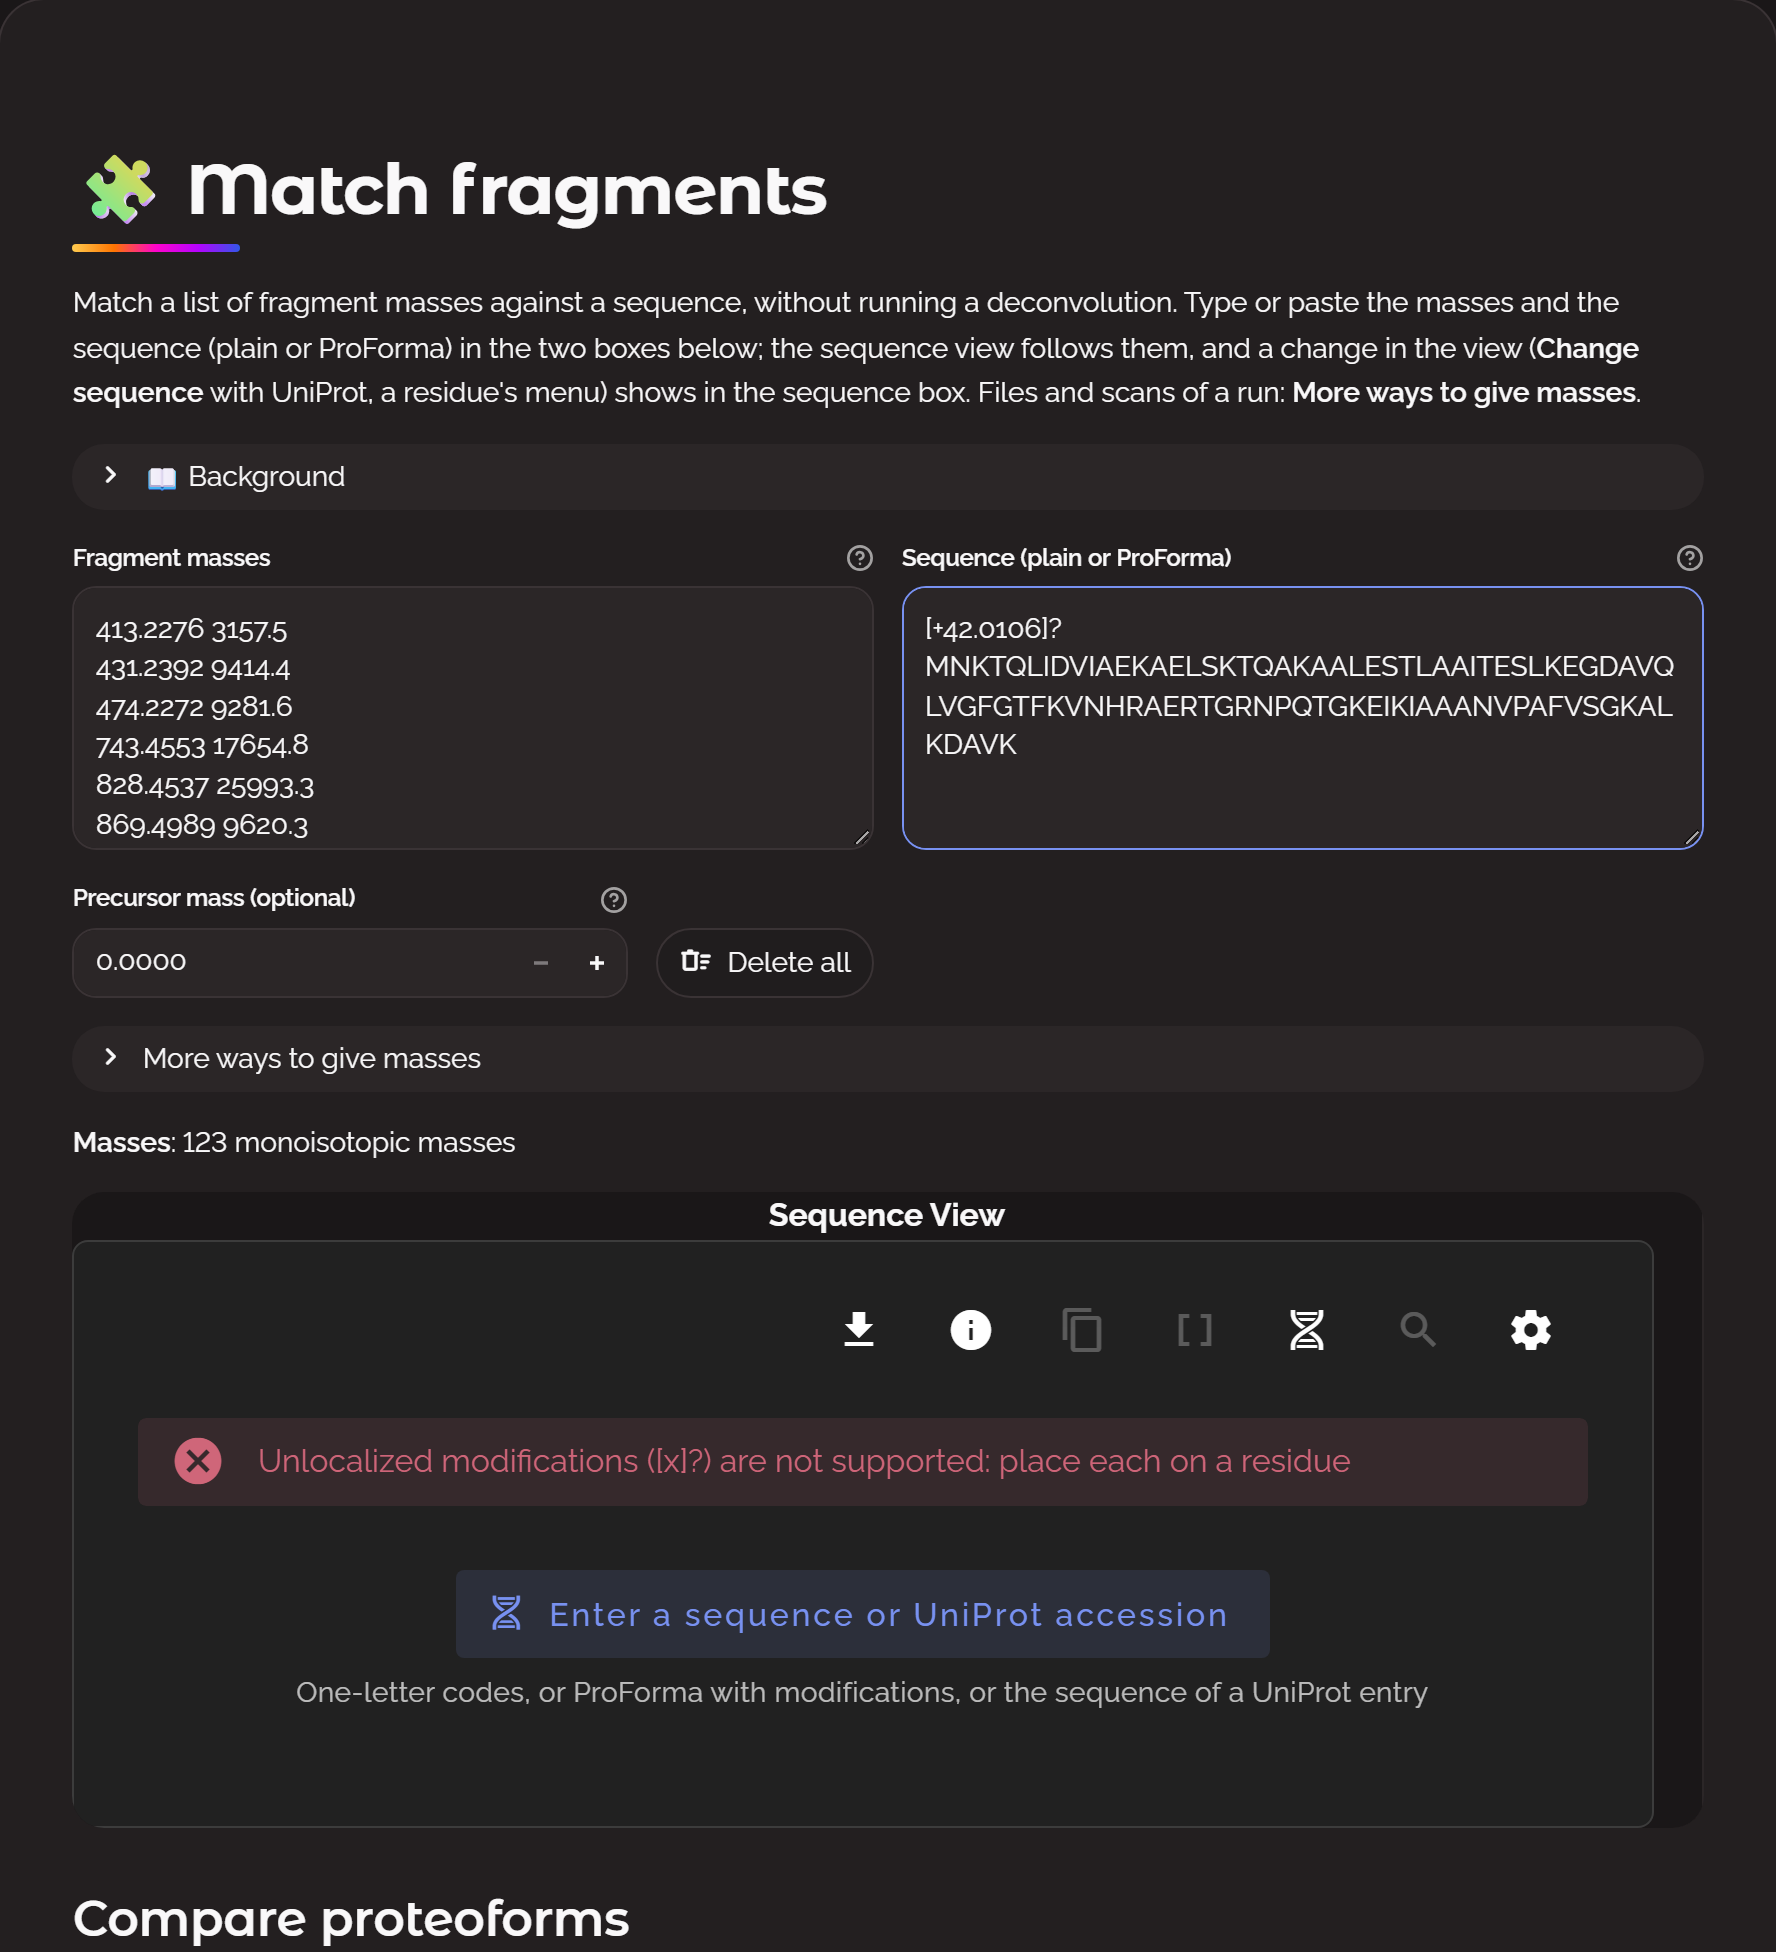 Match fragments
Match a list of fragment masses against a sequence, without running a deconvolution. Type or paste the masses and the
sequence (plain or ProForma) in the two boxes below; the sequence view follows them, and a change in the view (Change
sequence with UniProt, a residue's menu) shows in the sequence box. Files and scans of a run: More ways to give masses.
Background
Fragment masses
413.2276 3157.5
431.2392 9414.4
474.2272 9281.6
743.4553 17654.8
828.4537 25993.3
869.4989 9620.3
Sequence (plain or ProForma)
[+42.0106]?
MNKTQLIDVIAEKAELSKTQAKAALESTLAAITESLKEGDAVQ
LVGFGTFKVNHRAERTGRNPQTGKEIKIAAANVPAFVSGKAL
KDAVK
Precursor mass (optional)
0.0000
Delete all
More ways to give masses
Masses: 123 monoisotopic masses
Sequence View
Unlocalized modifications ([x]?) are not supported: place each on a residue
Enter a sequence or UniProt accession
One-letter codes, or ProForma with modifications, or the sequence of a UniProt entry
Compare proteoforms